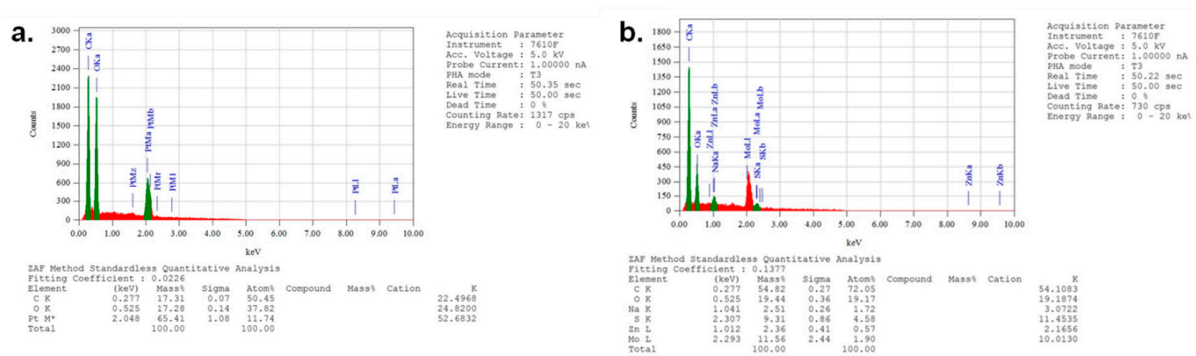 a.
3000
2700
2400
2100
1800
1500
1200
900
600
300
0
Counts
CKa
OKa
PtMz
PtMa PtMb
PtMr
PtM1
PtLl
PtLa
0.00 1.00 2.00 3.00 4.00 5.00 6.00 7.00 8.00 9.00 10.00
keV
Acquisition Parameter
Instrument : 7610F
Acc. Voltage : 5.0 kV
Probe Current: 1.00000 nA
PHA mode : T3
Real Time : 50.35 sec
Live Time : 50.00 sec
Dead Time : 0 %
Counting Rate: 1317 cps
Energy Range : 0 - 20 keV
ZAF Method Standardless Quantitative Analysis
Fitting Coefficient : 0.0226
Element (keV) Mass% Sigma Atom% Compound Mass% Cation K
C K 0.277 17.31 0.07 50.45 22.4968
O K 0.525 17.28 0.14 37.82 24.8200
Pt M* 2.048 65.41 1.08 11.74 52.6832
Total 100.00 100.00
b.
1800
1650
1500
1350
1200
1050
900
750
600
450
300
150
0
Counts
CKa
OKa
ZnLl
NaKa
ZnLa ZnLb
MoLl
SKa
MoLa MoLb
SKb
ZnKa
ZnKb
0.00 1.00 2.00 3.00 4.00 5.00 6.00 7.00 8.00 9.00 10.00
keV
Acquisition Parameter
Instrument : 7610F
Acc. Voltage : 5.0 kV
Probe Current: 1.00000 nA
PHA mode : T3
Real Time : 50.22 sec
Live Time : 50.00 sec
Dead Time : 0 %
Counting Rate: 730 cps
Energy Range : 0 - 20 keV
ZAF Method Standardless Quantitative Analysis
Fitting Coefficient : 0.1377
Element (keV) Mass% Sigma Atom% Compound Mass% Cation K
C K 0.277 54.82 0.27 72.05 54.1083
O K 0.525 19.44 0.36 19.17 19.1874
Na K 1.041 2.51 0.26 1.72 3.0722
S K 2.307 9.31 0.86 4.58 11.4535
Zn L 1.012 2.36 0.41 0.57 2.1656
Mo L 2.293 11.56 2.44 1.90 10.0130
Total 100.00 100.00